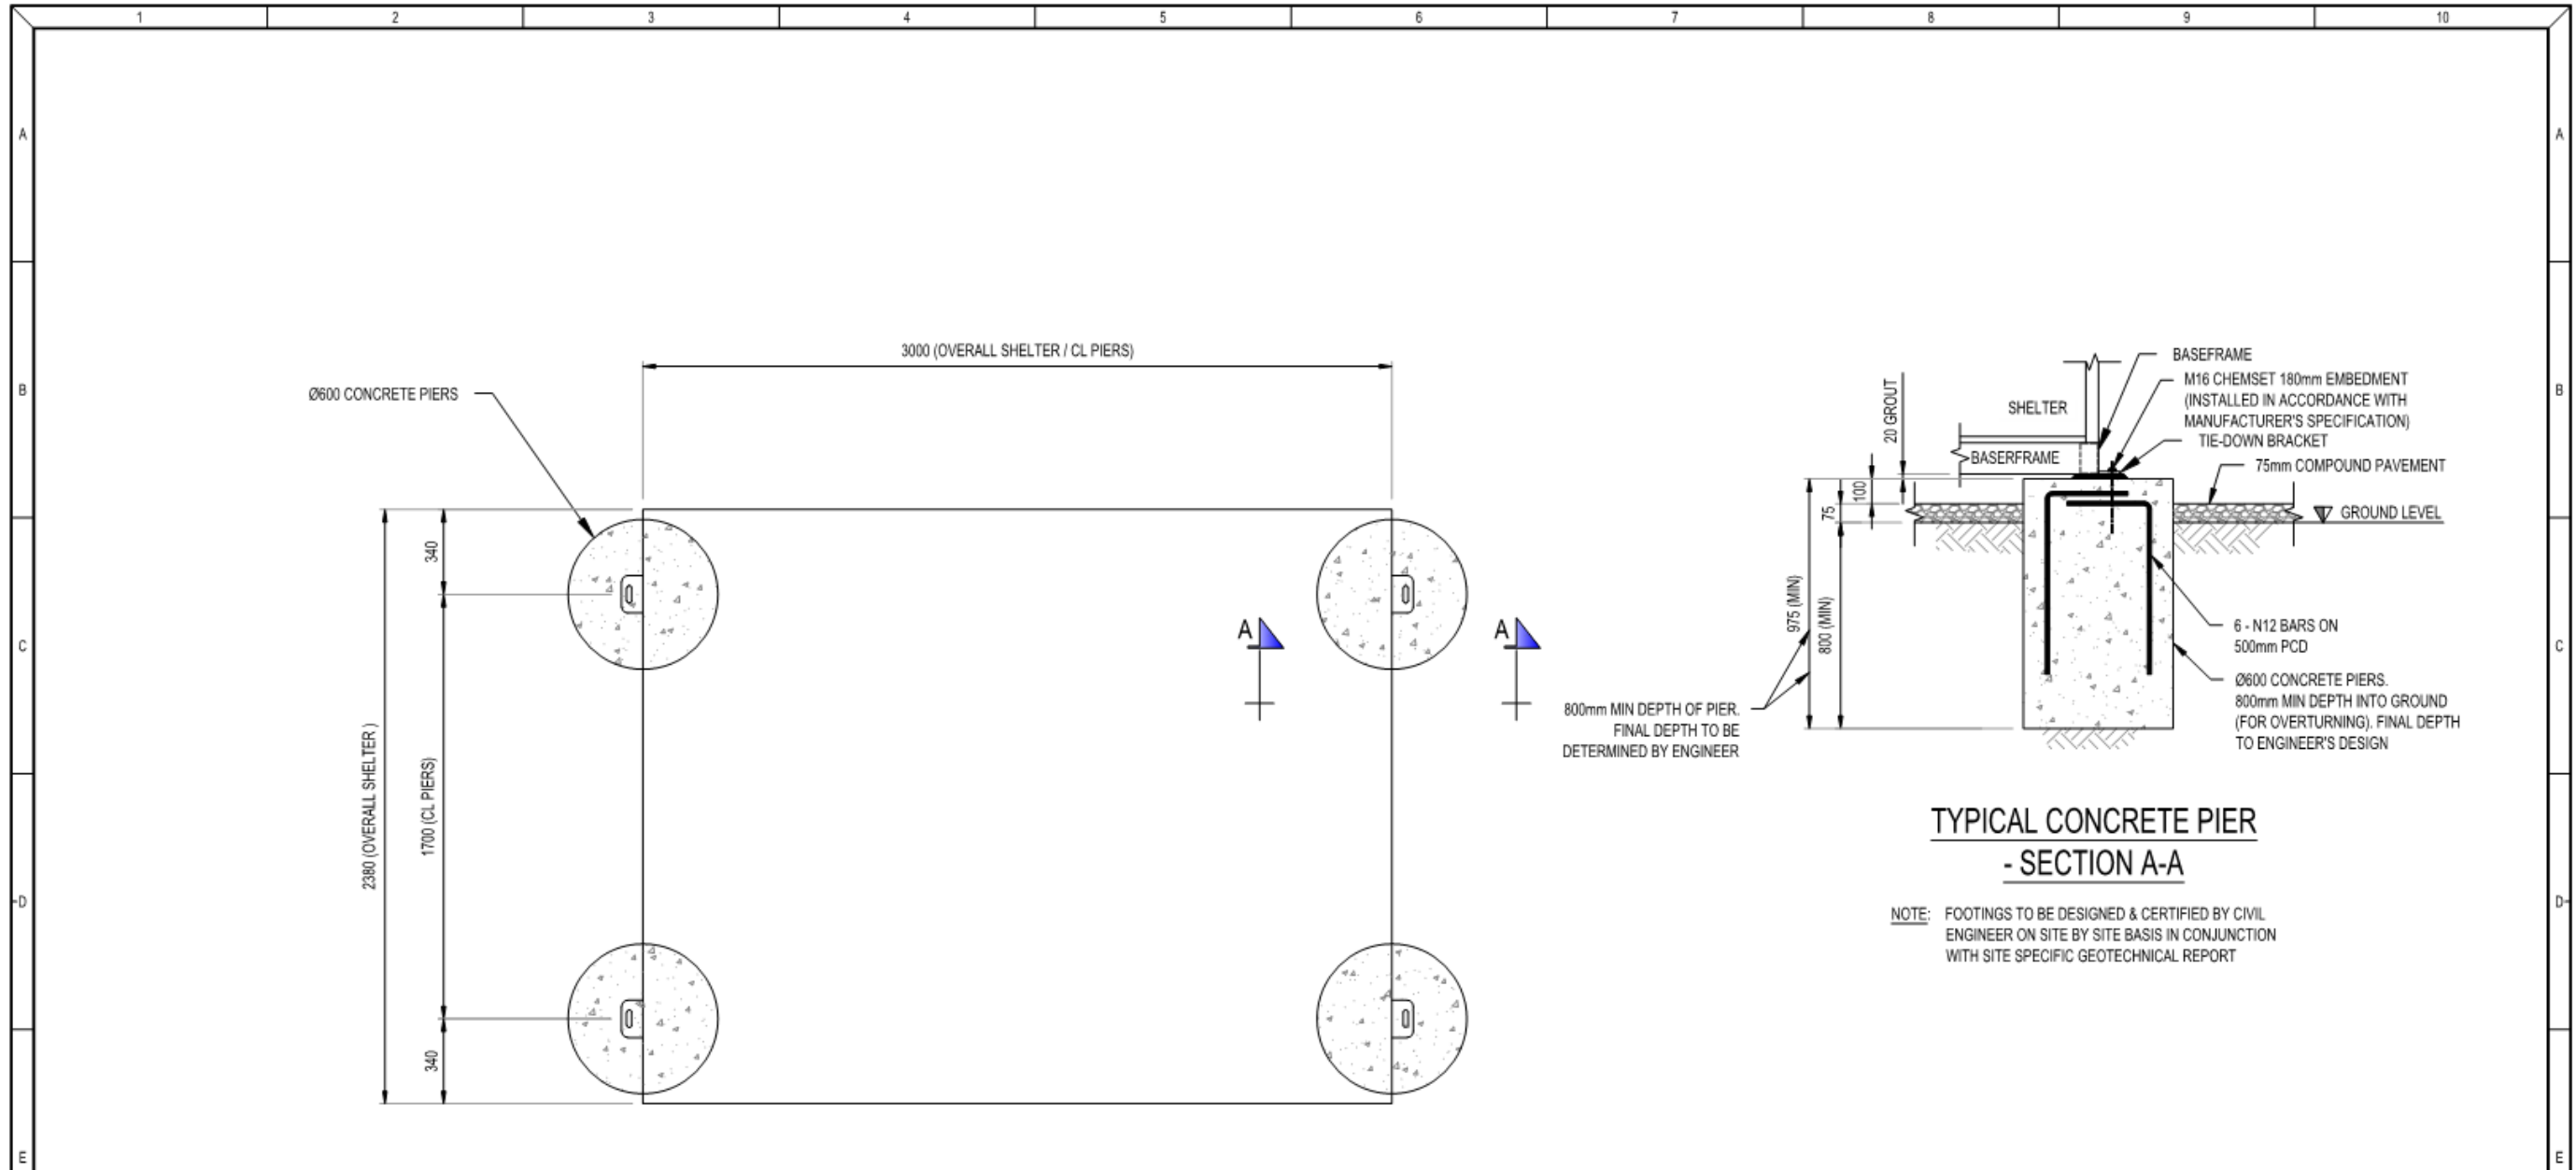 1 2 3 4 5 6 7 8 9 10
A
A
B
B
C
C
D
D
E
E
3000 (OVERALL SHELTER / CL PIERS)
Ø600 CONCRETE PIERS
340
1700 (CL PIERS)
2380 (OVERALL SHELTER )
340
A
A
BASEFRAME
M16 CHEMSET 180mm EMBEDMENT
(INSTALLED IN ACCORDANCE WITH
MANUFACTURER'S SPECIFICATION)
TIE-DOWN BRACKET
75mm COMPOUND PAVEMENT
SHELTER
BASERFRAME
20 GROUT
100
75
GROUND LEVEL
975 (MIN)
800 (MIN)
6 - N12 BARS ON
500mm PCD
Ø600 CONCRETE PIERS.
800mm MIN DEPTH INTO GROUND
(FOR OVERTURNING). FINAL DEPTH
TO ENGINEER'S DESIGN
800mm MIN DEPTH OF PIER.
FINAL DEPTH TO BE
DETERMINED BY ENGINEER
TYPICAL CONCRETE PIER
- SECTION A-A
NOTE: FOOTINGS TO BE DESIGNED & CERTIFIED BY CIVIL
ENGINEER ON SITE BY SITE BASIS IN CONJUNCTION
WITH SITE SPECIFIC GEOTECHNICAL REPORT